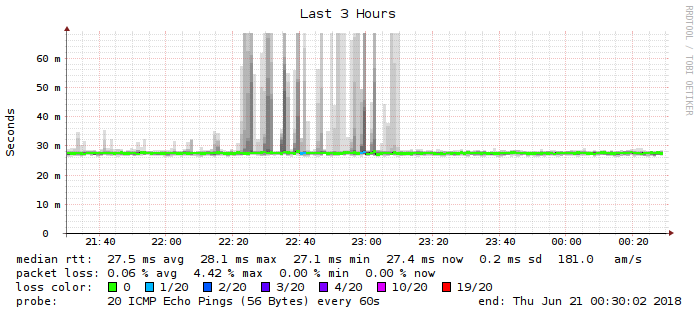 Last 3 Hours
RRDTOOL / TOBI OETIKER
Seconds
60 m
50 m
40 m
30 m
20 m
10 m
0
21:40 22:00 22:20 22:40 23:00 23:20 23:40 00:00 00:20
median rtt: 27.5 ms avg 28.1 ms max 27.1 ms min 27.4 ms now 0.2 ms sd 181.0 am/s
packet loss: 0.06 % avg 4.42 % max 0.00 % min 0.00 % now
loss color: 0 1/20 2/20 3/20 4/20 10/20 19/20
probe: 20 ICMP Echo Pings (56 Bytes) every 60s end: Thu Jun 21 00:30:02 2018